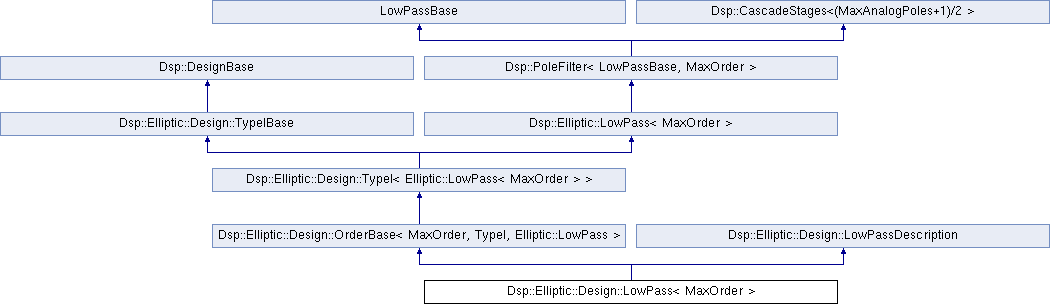 LowPassBase
Dsp::CascadeStages<(MaxAnalogPoles+1)/2 >
Dsp::DesignBase
Dsp::PoleFilter< LowPassBase, MaxOrder >
Dsp::Elliptic::Design::TypeIBase
Dsp::Elliptic::LowPass< MaxOrder >
Dsp::Elliptic::Design::TypeI< Elliptic::LowPass< MaxOrder > >
Dsp::Elliptic::Design::OrderBase< MaxOrder, TypeI, Elliptic::LowPass >
Dsp::Elliptic::Design::LowPassDescription
Dsp::Elliptic::Design::LowPass< MaxOrder >